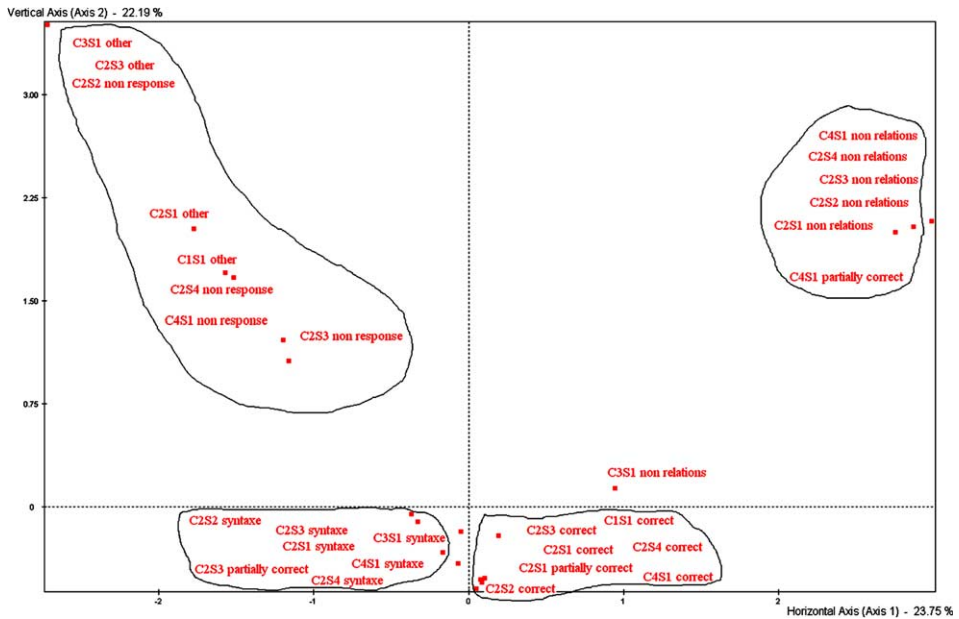 Vertical Axis (Axis 2) - 22.19 %
C3S1 other
C2S3 other
C2S2 non response
3.00
C4S1 non relations
C2S4 non relations
C2S3 non relations
2.25
C2S2 non relations
C2S1 other
C2S1 non relations
C1S1 other
C4S1 partially correct
C2S4 non response
1.50
C4S1 non response
C2S3 non response
0.75
C3S1 non relations
0
C2S2 syntaxe
C1S1 correct
C2S3 syntaxe
C2S3 correct
C3S1 syntaxe
C2S1 syntaxe
C2S1 correct
C2S4 correct
C4S1 syntaxe
C2S3 partially correct
C2S1 partially correct
C2S4 syntaxe
C4S1 correct
C2S2 correct
-2
-1
0
1
2
Horizontal Axis (Axis 1) - 23.75 %